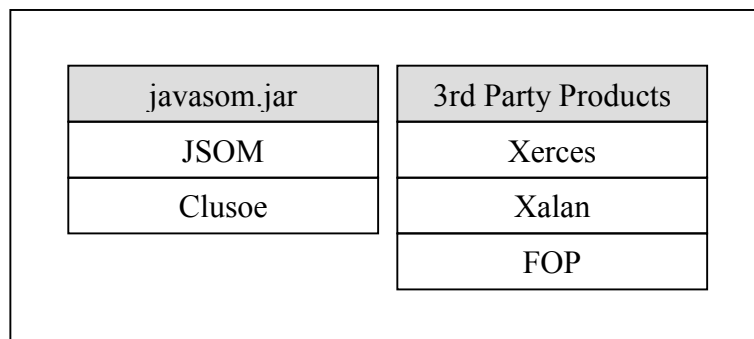 javasom.jar
JSOM
Clusoe
3rd Party Products
Xerces
Xalan
FOP